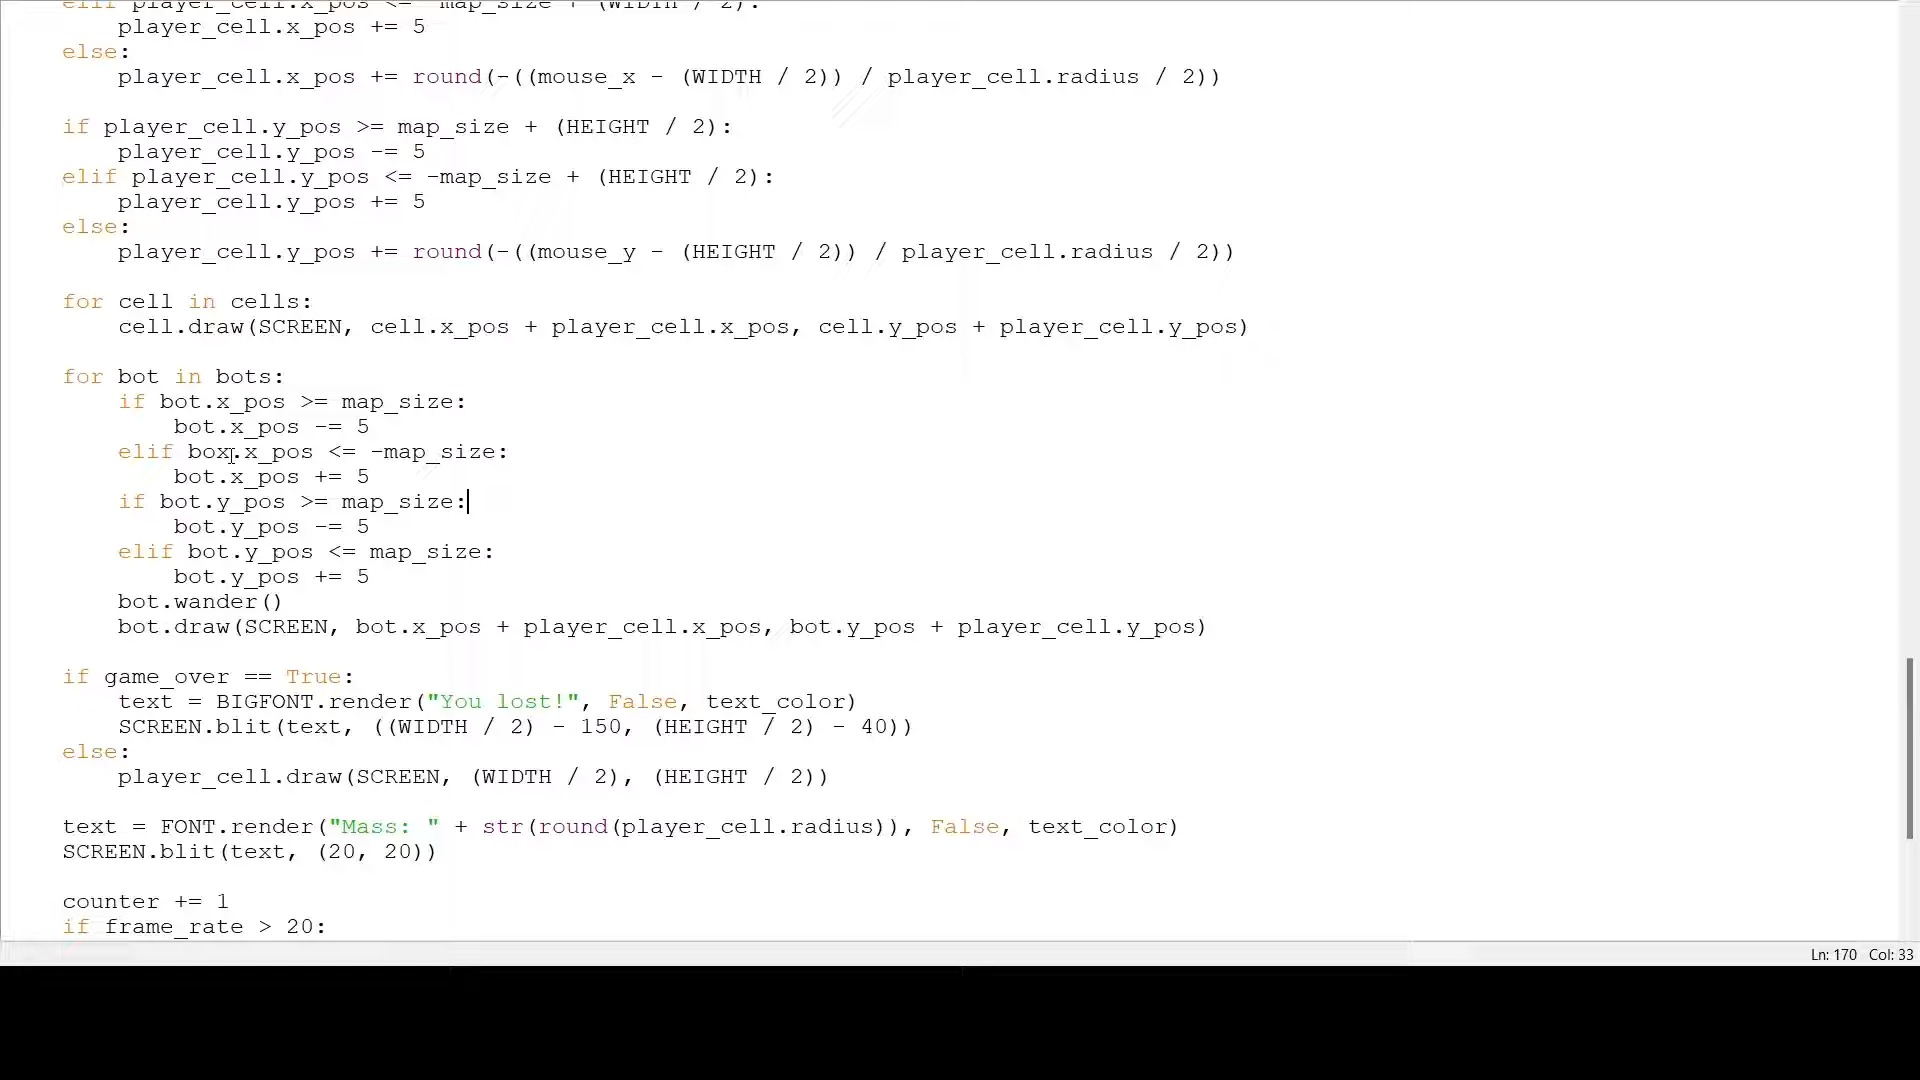 elif player_cell.x_pos <= -map_size + (WIDTH / 2):
player_cell.x_pos += 5
else:
player_cell.x_pos += round(-((mouse_x - (WIDTH / 2)) / player_cell.radius / 2))
if player_cell.y_pos >= map_size + (HEIGHT / 2):
player_cell.y_pos -= 5
elif player_cell.y_pos <= -map_size + (HEIGHT / 2):
player_cell.y_pos += 5
else:
player_cell.y_pos += round(-((mouse_y - (HEIGHT / 2)) / player_cell.radius / 2))
for cell in cells:
cell.draw(SCREEN, cell.x_pos + player_cell.x_pos, cell.y_pos + player_cell.y_pos)
for bot in bots:
if bot.x_pos >= map_size:
bot.x_pos -= 5
elif box.x_pos <= -map_size:
bot.x_pos += 5
if bot.y_pos >= map_size:
bot.y_pos -= 5
elif bot.y_pos <= map_size:
bot.y_pos += 5
bot.wander()
bot.draw(SCREEN, bot.x_pos + player_cell.x_pos, bot.y_pos + player_cell.y_pos)
if game_over == True:
text = BIGFONT.render("You lost!", False, text_color)
SCREEN.blit(text, ((WIDTH / 2) - 150, (HEIGHT / 2) - 40))
else:
player_cell.draw(SCREEN, (WIDTH / 2), (HEIGHT / 2))
text = FONT.render("Mass: " + str(round(player_cell.radius)), False, text_color)
SCREEN.blit(text, (20, 20))
counter += 1
if frame_rate > 20:
Ln: 170 Col: 33